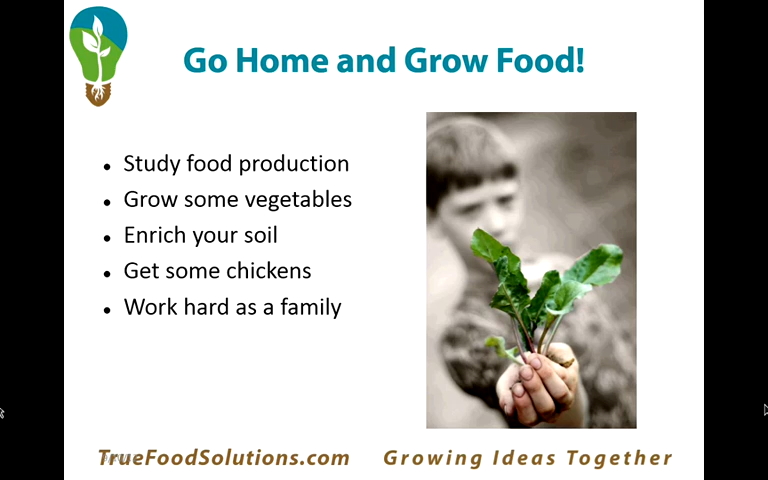 Go Home and Grow Food!
• Study food production
• Grow some vegetables
• Enrich your soil
• Get some chickens
• Work hard as a family
TrueFoodSolutions.com Growing Ideas Together